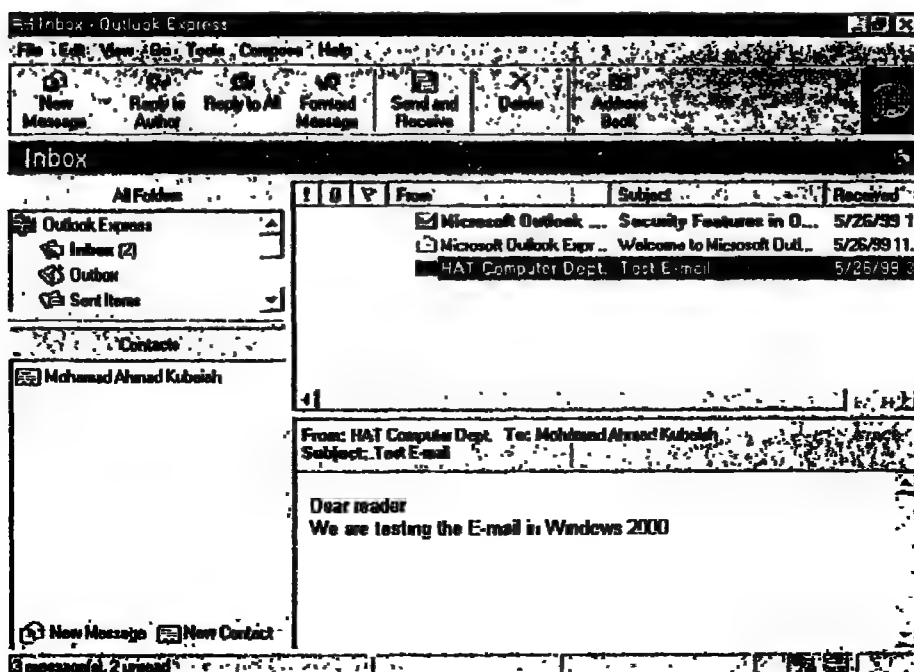 Inbox - Outlook Express
File Edit View Go Tools Compose Help
New Message
Reply to Author
Reply to All
Forward Message
Send and Receive
Delete
Address Book
Inbox
All Folders
Outlook Express
Inbox (2)
Outbox
Sent Items
Contacts
Mohamad Ahmad Kubaiah
New Message New Contact
! From Subject Received
Microsoft Outlook ... Security Features in O... 5/26/99 1
Microsoft Outlook Expr... Welcome to Microsoft Outl... 5/26/99 11.
HAT Computer Dept. Test E-mail 5/26/99 3
From: HAT Computer Dept. To: Mohamad Ahmad Kubaiah
Subject: Test E-mail
Dear reader
We are testing the E-mail in Windows 2000
3 message(s), 2 unread